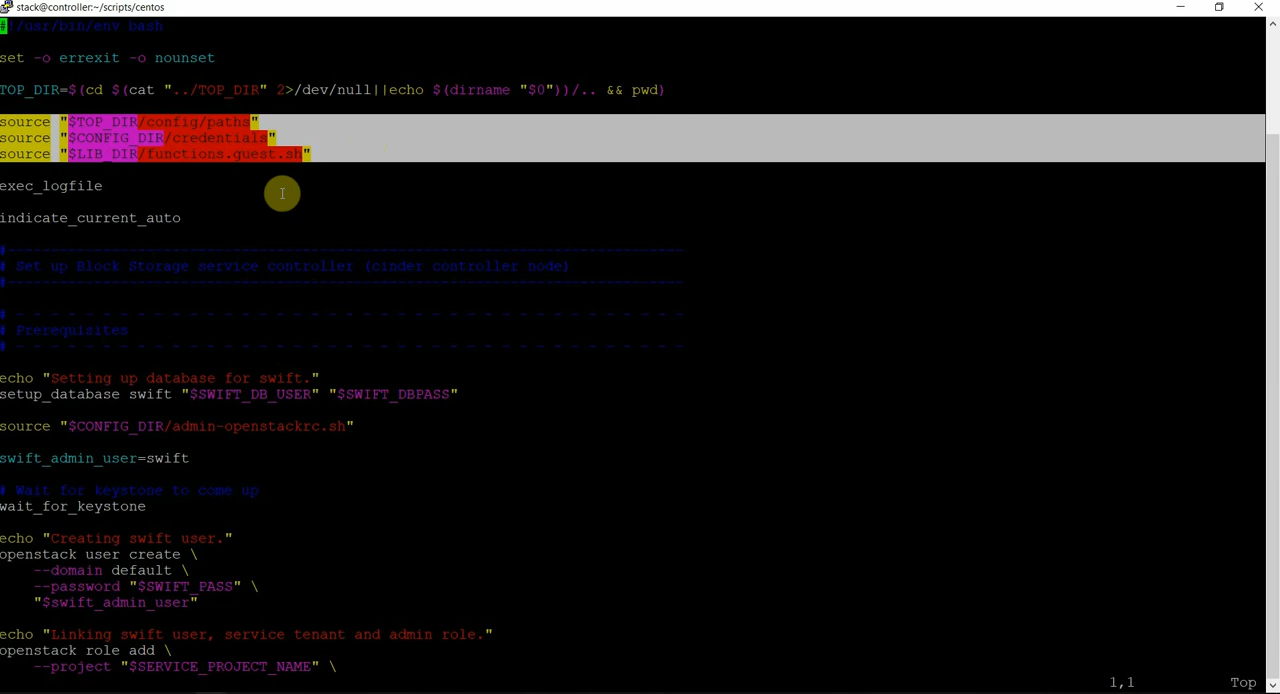 stack@controller:~/scripts/centos
#!/usr/bin/env bash
set -o errexit -o nounset
TOP_DIR=$(cd $(cat "../TOP_DIR" 2>/dev/null||echo $(dirname "$0"))/.. && pwd)
source "$TOP_DIR/config/paths"
source "$CONFIG_DIR/credentials"
source "$LIB_DIR/functions.guest.sh"
exec_logfile
indicate_current_auto
#------------------------------------------------------------------------------
# Set up Block Storage service controller (cinder controller node)
#------------------------------------------------------------------------------
# - - - - - - - - - - - - - - - - - - - - - - - - - - - - - - - - - - - - - - -
# Prerequisites
# - - - - - - - - - - - - - - - - - - - - - - - - - - - - - - - - - - - - - - -
echo "Setting up database for swift."
setup_database swift "$SWIFT_DB_USER" "$SWIFT_DBPASS"
source "$CONFIG_DIR/admin-openstackrc.sh"
swift_admin_user=swift
# Wait for keystone to come up
wait_for_keystone
echo "Creating swift user."
openstack user create \
    --domain default \
    --password "$SWIFT_PASS" \
    "$swift_admin_user"
echo "Linking swift user, service tenant and admin role."
openstack role add \
    --project "$SERVICE_PROJECT_NAME" \
1,1 Top